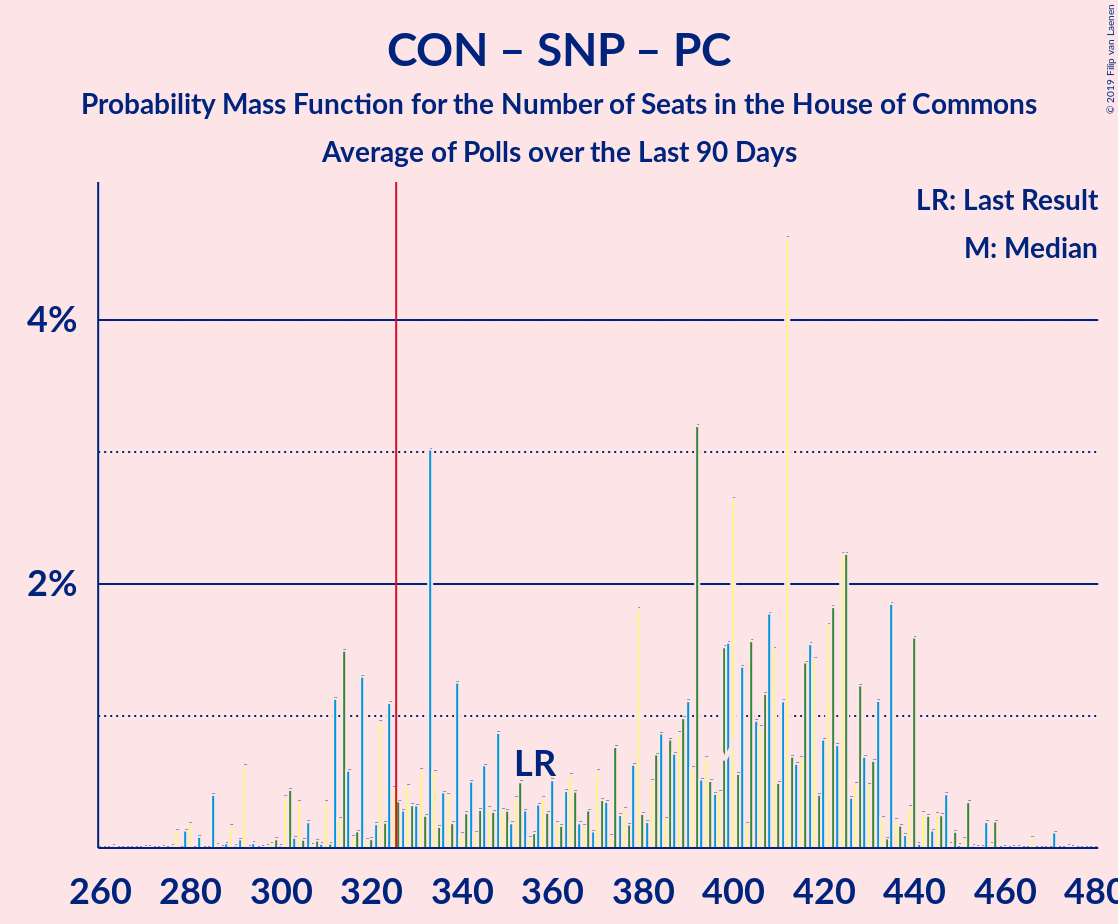 CON – SNP – PC
Probability Mass Function for the Number of Seats in the House of Commons
Average of Polls over the Last 90 Days
© 2019 Filip van Laenen
LR: Last Result
M: Median
4%
2%
LR
260 280 300 320 340 360 380 400 420 440 460 480